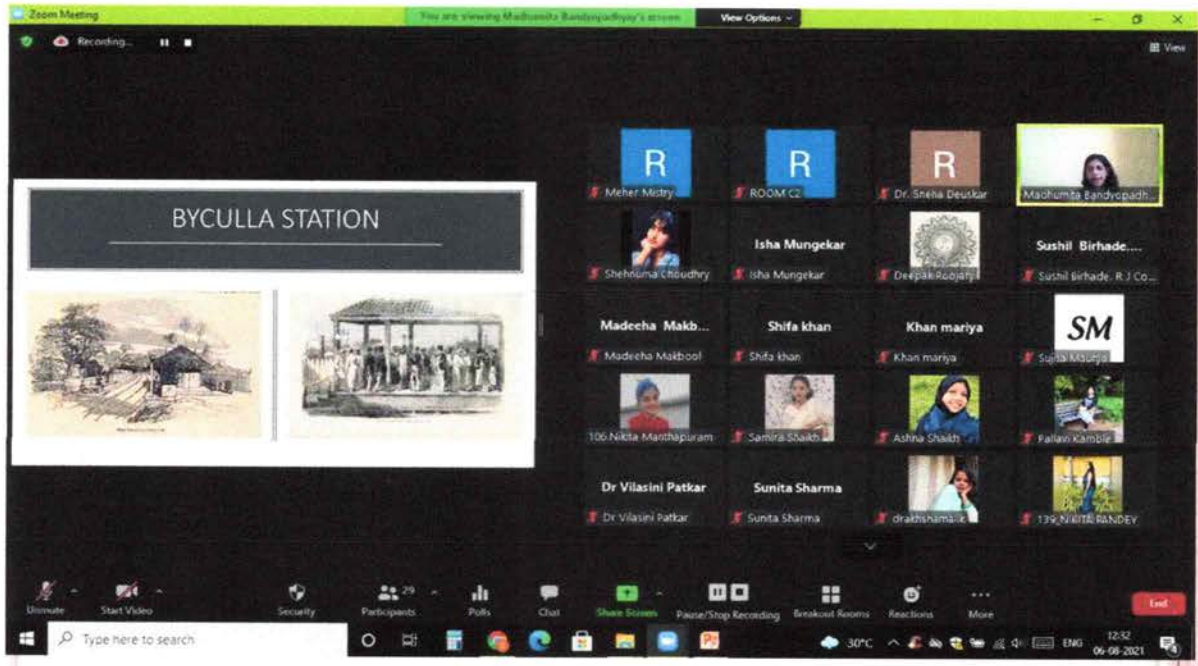 Zoom Meeting
You are viewing Madhumita Bandyopadhyay's screen
View Options
Recording...
View
BYCULLA STATION
R
R
R
Meher Mistry
ROOM C2
Dr. Sneha Deuskar
Madhumita Bandyopadh...
Isha Mungekar
Sushil Birhade....
Shehnuma Choudhry
Isha Mungekar
Deepak Roojaty
Sushil Birhade. R J Co...
Madeeha Makb...
Shifa khan
Khan mariya
SM
Madeeha Makbool
Shifa khan
Khan mariya
Sujita Maurya
106 Nikita Manthapuram
Samira Shaikh
Ashna Shaikh
Pallavi Kamble
Dr Vilasini Patkar
Sunita Sharma
Dr Vilasini Patkar
Sunita Sharma
drakhshama-k
139_NIKITA PANDEY
Unmute
Start Video
Security
Participants
29
Polls
Chat
Share Screen
Pause/Stop Recording
Breakout Rooms
Reactions
More
End
Type here to search
30°C
ENG
12:32
06-08-2021